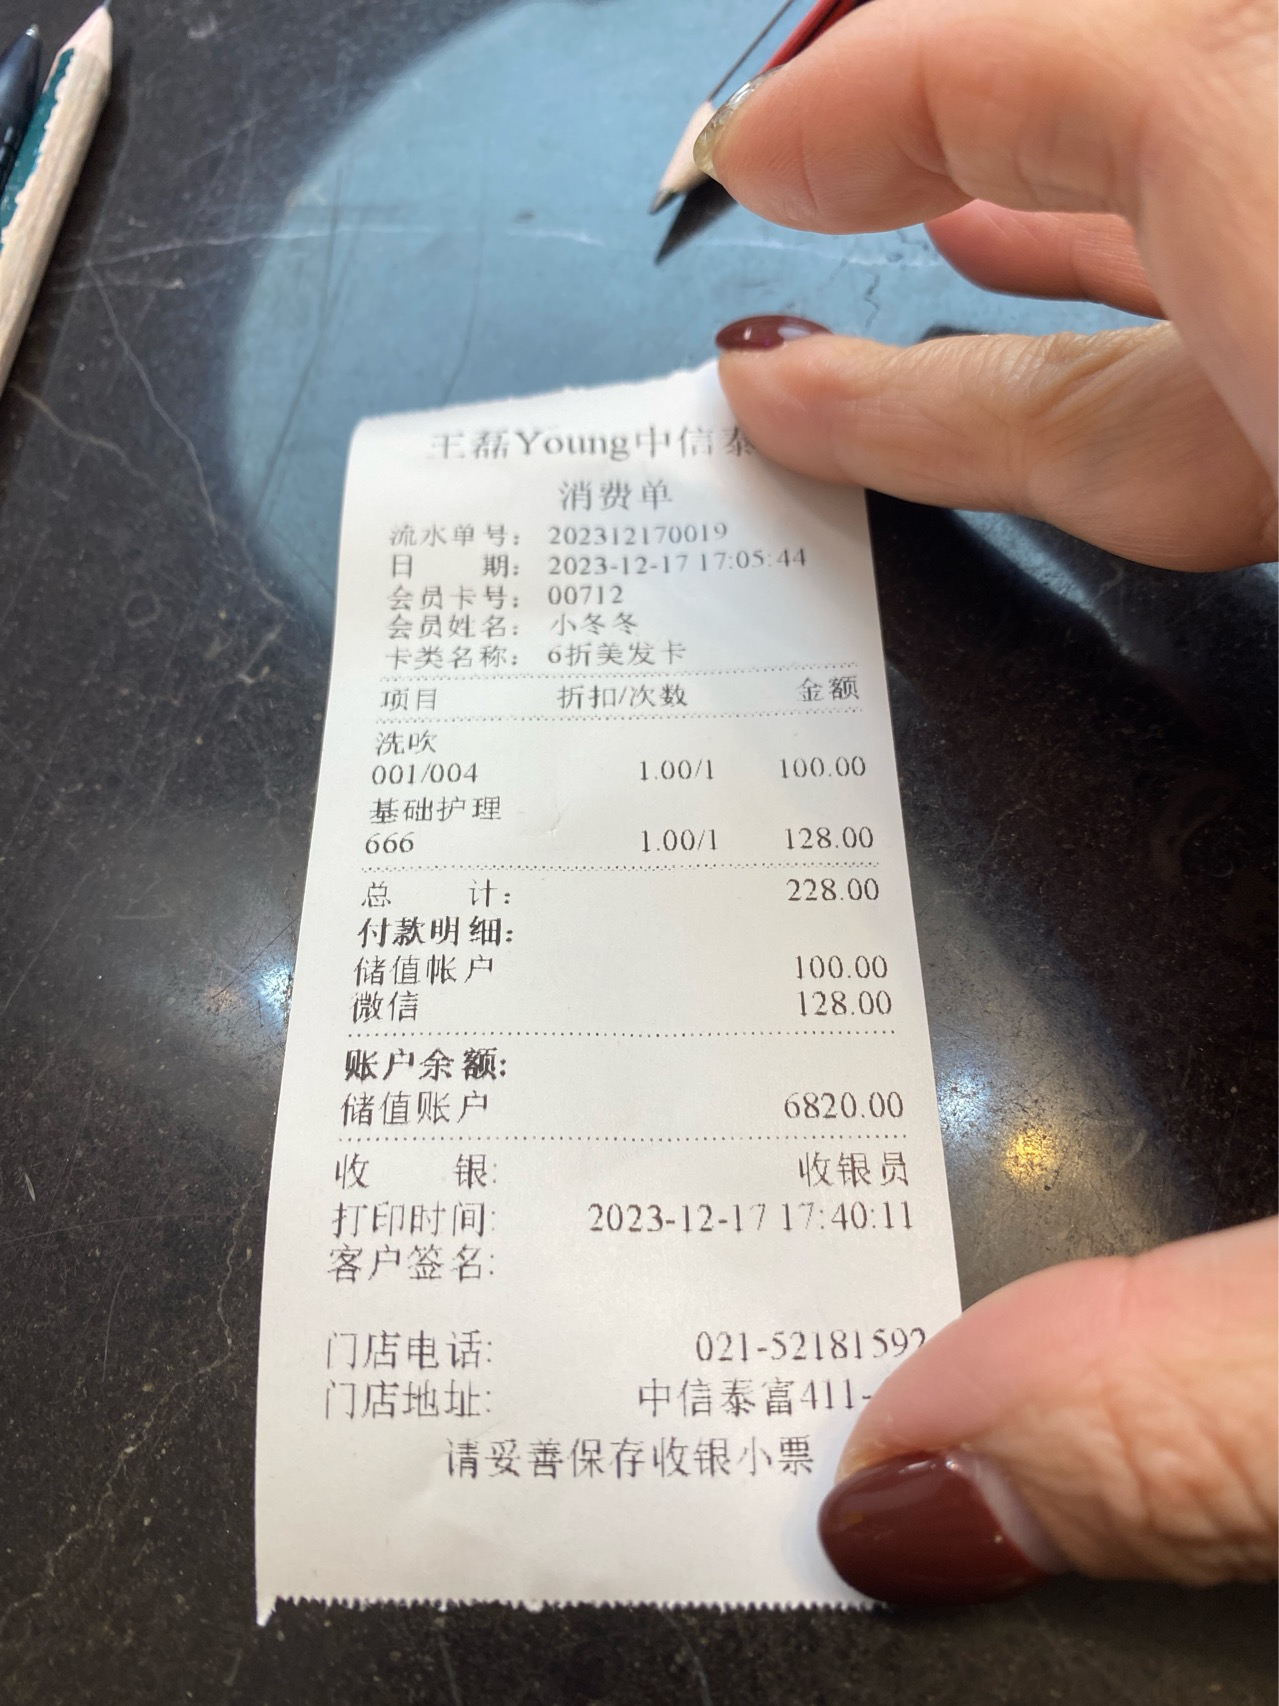 王磊Young中信泰
消费单
流水单号： 202312170019
日 期： 2023-12-17 17:05:44
会员卡号： 00712
会员姓名： 小冬冬
卡类名称： 6折美发卡
项目 折扣/次数 金额
洗吹
001/004 1.00/1 100.00
基础护理
666 1.00/1 128.00
总 计： 228.00
付款明细：
储值帐户 100.00
微信 128.00
账户余额:
储值账户 6820.00
收 银: 收银员
打印时间: 2023-12-17 17:40:11
客户签名:
门店电话: 021-52181592
门店地址: 中信泰富411-
请妥善保存收银小票